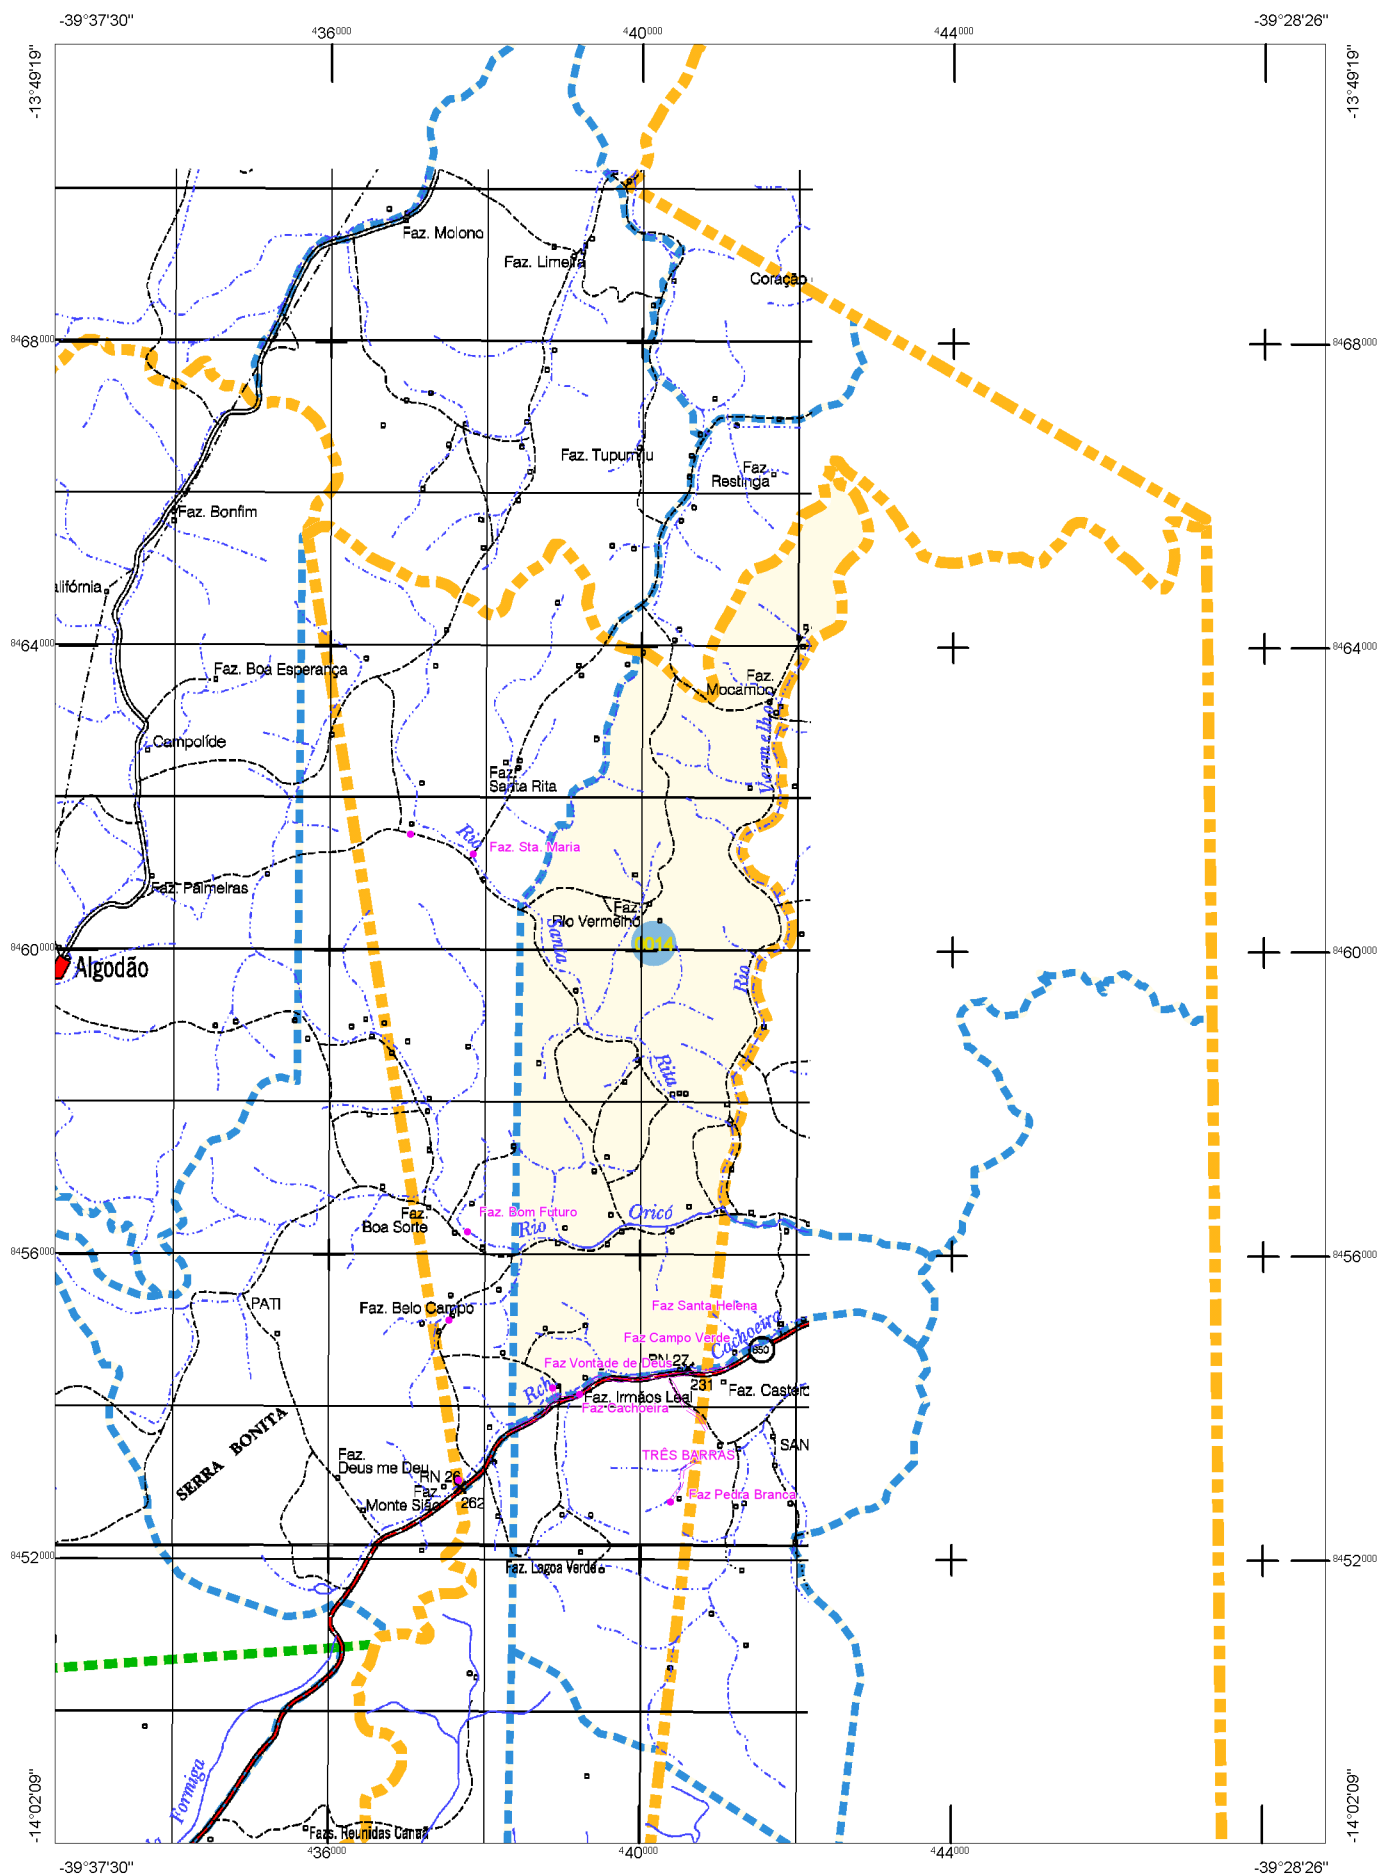 -39°37'30"
-39°28'26"
436000
440000
444000
-13°49'19"
-13°49'19"
Faz. Molono
Faz. Limeira
Coração
8468000
8468000
Faz. Tupumiju
Faz.
Restinga
Faz. Bonfim
alifórnia
8464000
8464000
Faz. Boa Esperança
Faz.
Mocambo
Vermelho
Campolíde
Faz.
Santa Rita
Rio
Faz. Sta. Maria
Faz. Palmeiras
Faz.
Rio Vermelho
Santa
0014
8460000
8460000
Algodão
Rio
Rita
Faz. Bom Futuro
Oricó
Faz.
Boa Sorte
Rio
8456000
8456000
PATI
Faz. Belo Campo
Faz Santa Helena
Cachoeira
Faz Campo Verde
650
RN 27
Faz Vontade de Deus
231
Rch.
Faz. Irmãos Leal
Faz. Castelo
Faz Cachoeira
SERRA BONITA
SAN
TRÊS BARRAS
Faz.
Deus me Deu
RN 26
Faz.
262
Monte Sião
Faz Pedra Branca
8452000
8452000
Faz. Lagoa Verde
Formiga
Fazs. Reunidas Canaã
-14°02'09"
-14°02'09"
436000
440000
444000
-39°37'30"
-39°28'26"